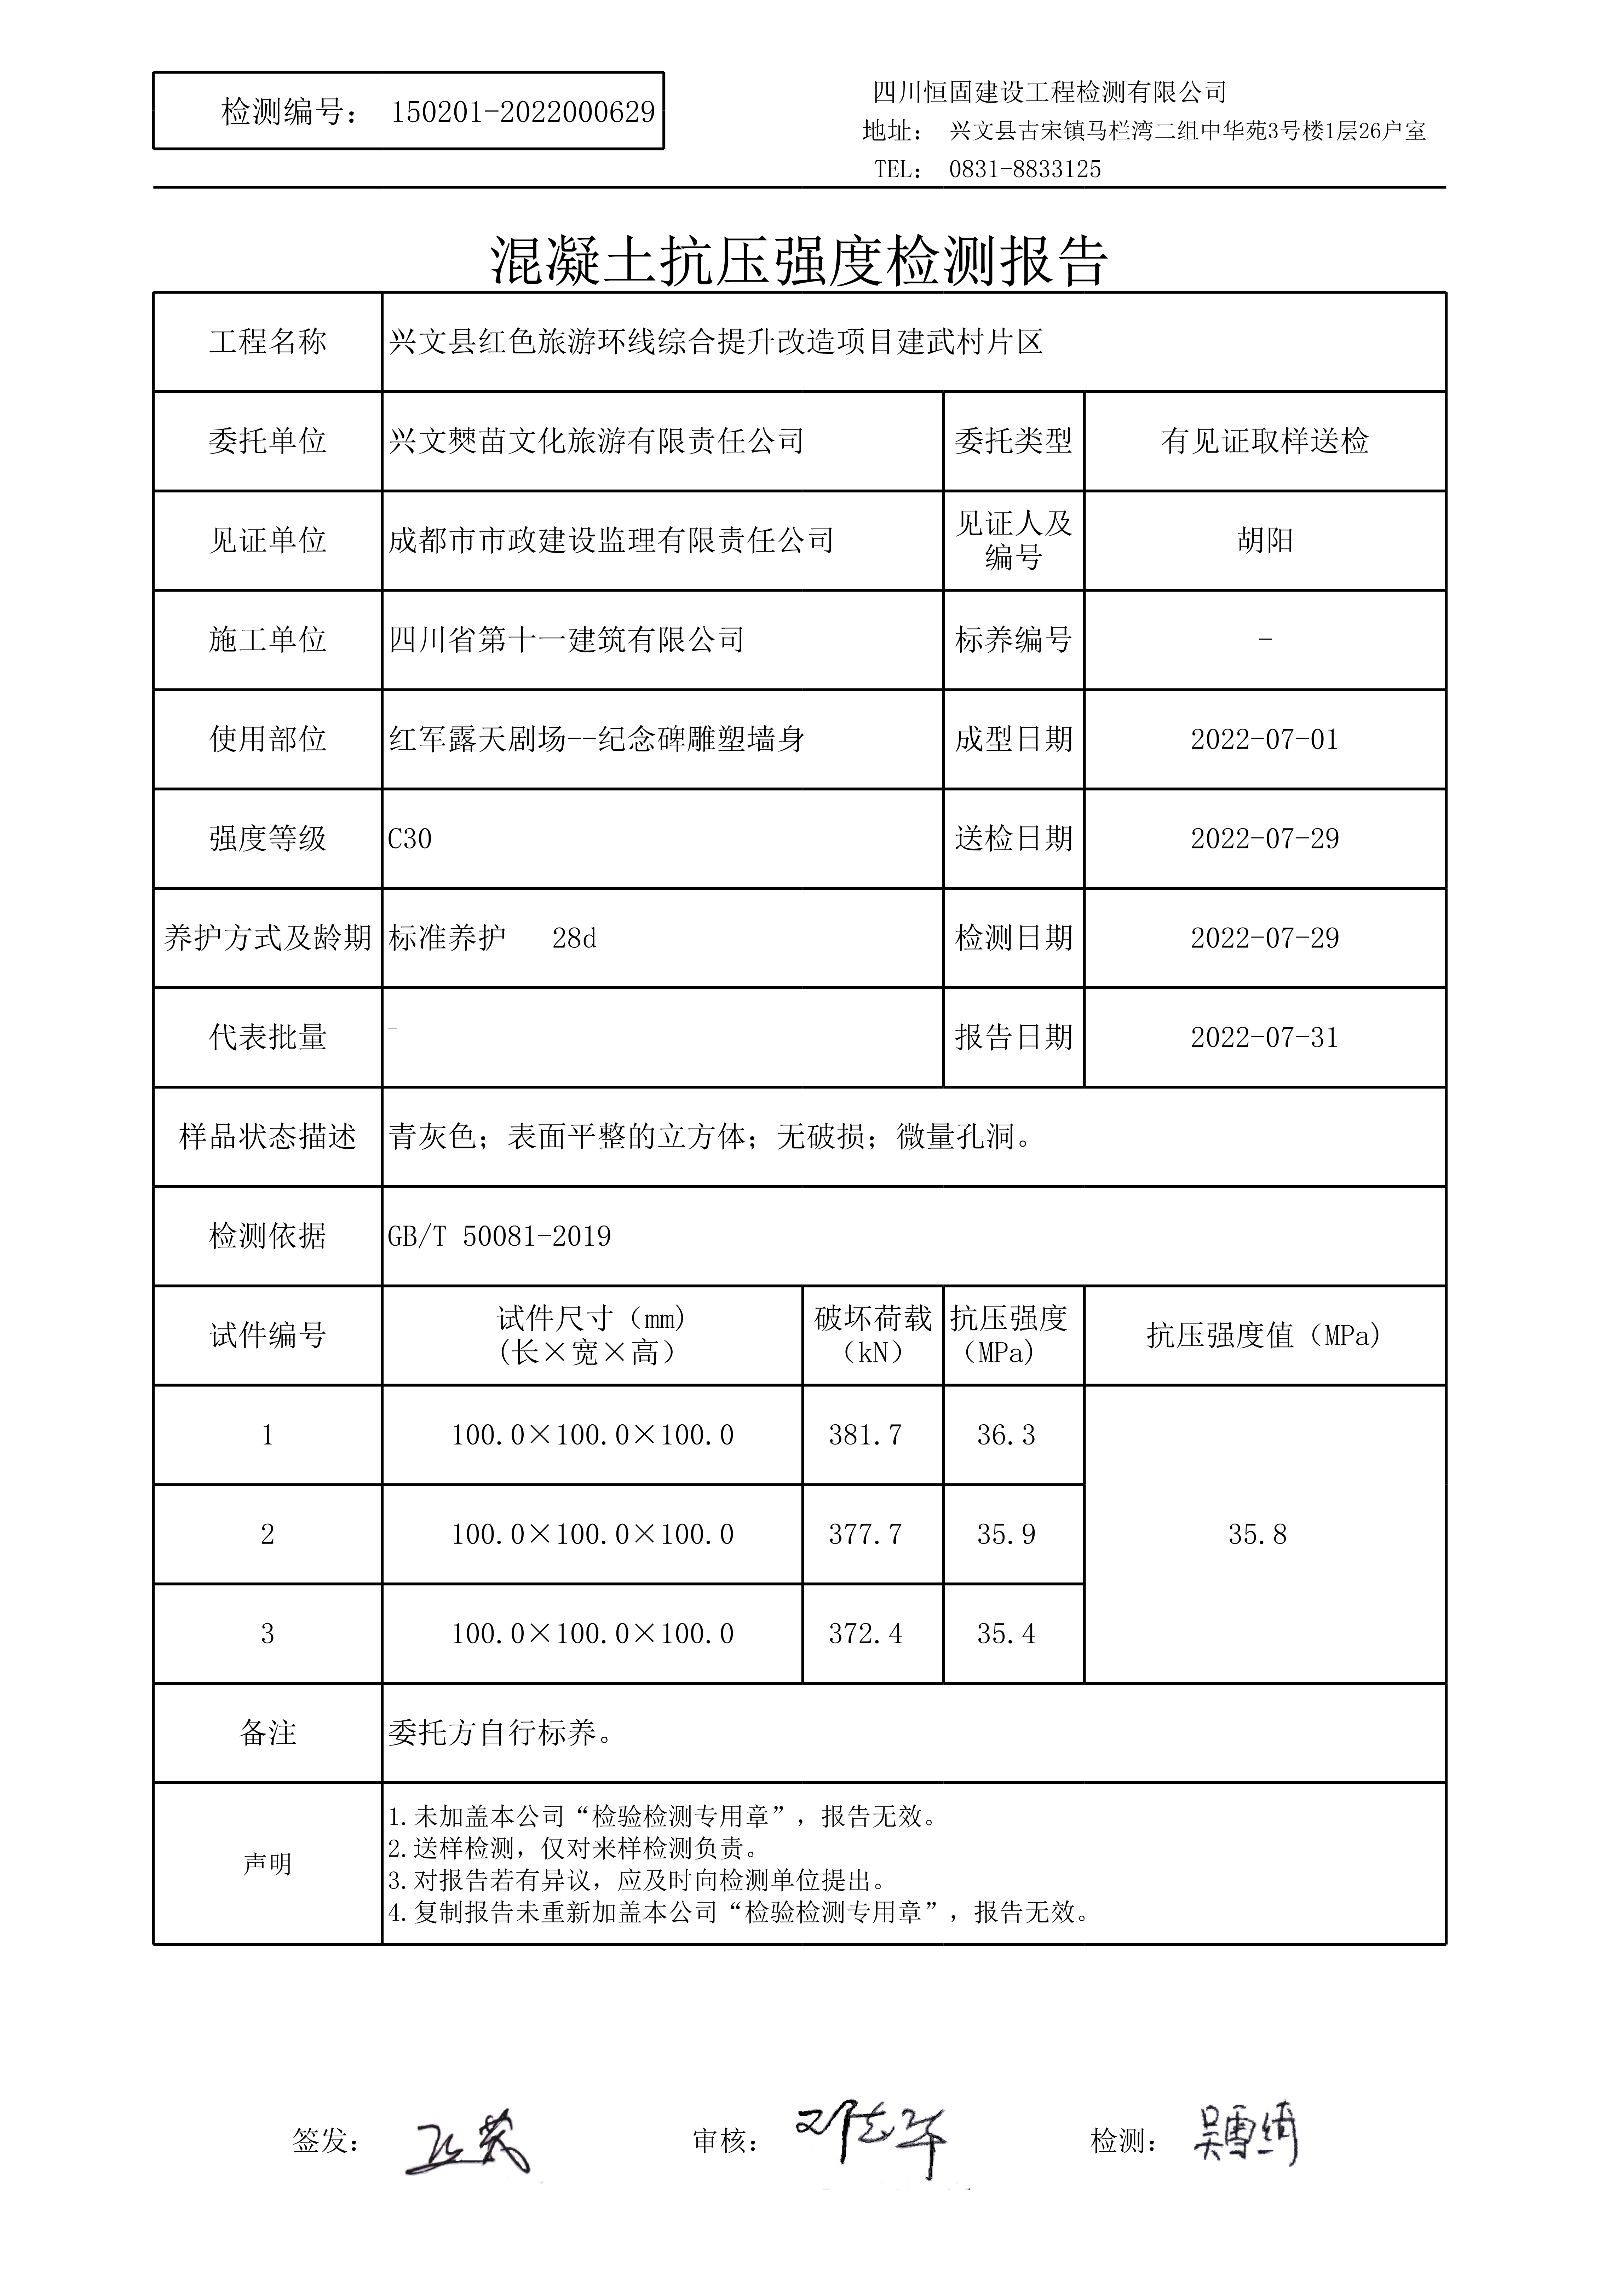 检测编号： 150201-2022000629
四川恒固建设工程检测有限公司
地址： 兴文县古宋镇马栏湾二组中华苑3号楼1层26户室
TEL： 0831-8833125
混凝土抗压强度检测报告
工程名称 兴文县红色旅游环线综合提升改造项目建武村片区
委托单位 兴文僰苗文化旅游有限责任公司 委托类型 有见证取样送检
见证单位 成都市市政建设监理有限责任公司 见证人及编号 胡阳
施工单位 四川省第十一建筑有限公司 标养编号 -
使用部位 红军露天剧场--纪念碑雕塑墙身 成型日期 2022-07-01
强度等级 C30 送检日期 2022-07-29
养护方式及龄期 标准养护 28d 检测日期 2022-07-29
代表批量 - 报告日期 2022-07-31
样品状态描述 青灰色；表面平整的立方体；无破损；微量孔洞。
检测依据 GB/T 50081-2019
试件编号 试件尺寸（mm）(长×宽×高） 破坏荷载（kN） 抗压强度（MPa） 抗压强度值（MPa）
1 100.0×100.0×100.0 381.7 36.3
2 100.0×100.0×100.0 377.7 35.9 35.8
3 100.0×100.0×100.0 372.4 35.4
备注 委托方自行标养。
声明
1.未加盖本公司“检验检测专用章”，报告无效。
2.送样检测，仅对来样检测负责。
3.对报告若有异议，应及时向检测单位提出。
4.复制报告未重新加盖本公司“检验检测专用章”，报告无效。
签发： 审核： 检测： 吴雪绮